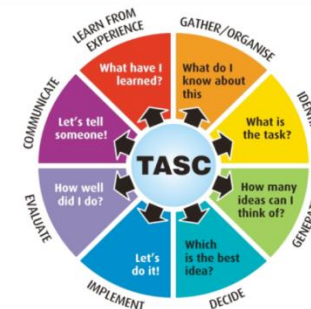 GATHER/ORGANISE
What do I
know about
this
What is
the task?
How many
ideas can I
think of?
DECIDE
Which
is the best
idea?
IMPLEMENT
Let's
do it!
EVALUATE
How well
did I do?
COMMUNICATE
Let's tell
someone!
LEARN FROM
EXPERIENCE
What have I
learned?
TASC